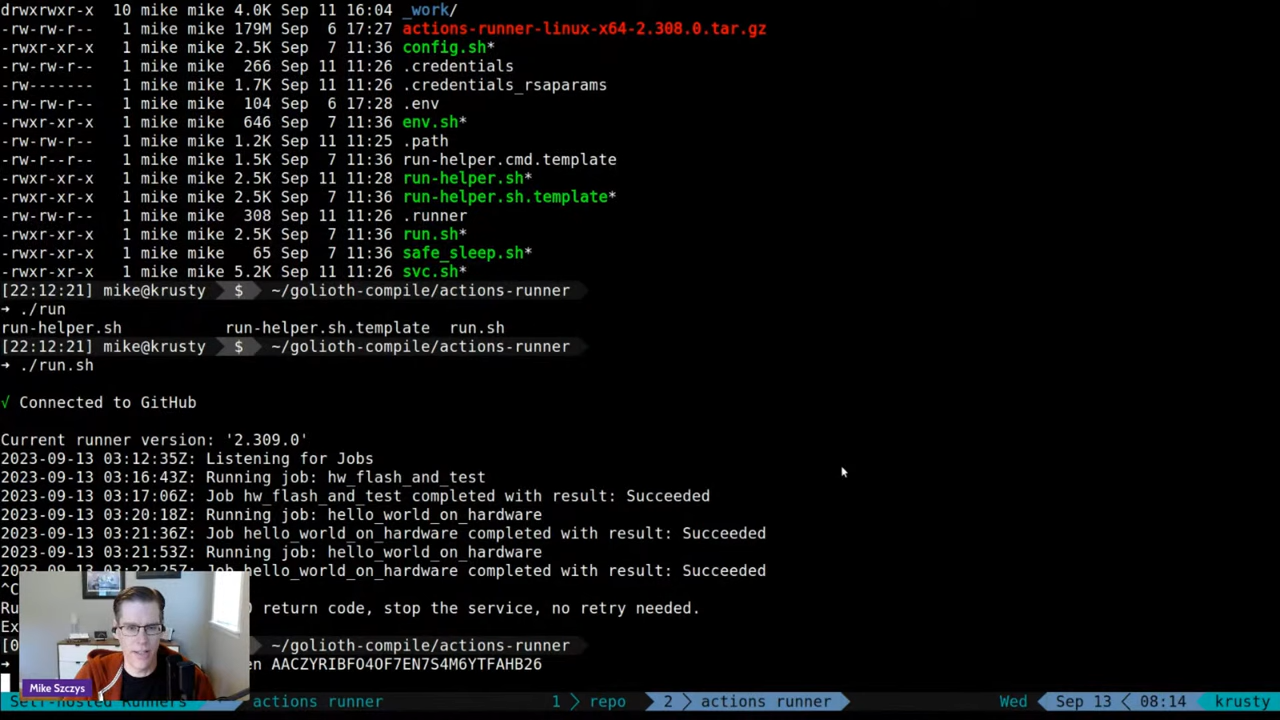 drwxrwxr-x 10 mike mike 4.0K Sep 11 16:04 _work/
-rw-rw-r-- 1 mike mike 179M Sep 6 17:27 actions-runner-linux-x64-2.308.0.tar.gz
-rwxr-xr-x 1 mike mike 2.5K Sep 7 11:36 config.sh*
-rw-rw-r-- 1 mike mike 266 Sep 11 11:26 .credentials
-rw------- 1 mike mike 1.7K Sep 11 11:26 .credentials_rsaparams
-rw-rw-r-- 1 mike mike 104 Sep 6 17:28 .env
-rwxr-xr-x 1 mike mike 646 Sep 7 11:36 env.sh*
-rw-rw-r-- 1 mike mike 1.2K Sep 11 11:25 .path
-rw-rw-r-- 1 mike mike 1.5K Sep 7 11:36 run-helper.cmd.template
-rwxr-xr-x 1 mike mike 2.5K Sep 11 11:28 run-helper.sh*
-rwxr-xr-x 1 mike mike 2.5K Sep 7 11:36 run-helper.sh.template*
-rw-rw-r-- 1 mike mike 308 Sep 11 11:26 .runner
-rwxr-xr-x 1 mike mike 2.5K Sep 7 11:36 run.sh*
-rwxr-xr-x 1 mike mike 65 Sep 7 11:36 safe_sleep.sh*
-rwxr-xr-x 1 mike mike 5.2K Sep 11 11:26 svc.sh*
[22:12:21] mike@krusty $ ~/golioth-compile/actions-runner
➜ ./run
run-helper.sh run-helper.sh.template run.sh
[22:12:21] mike@krusty $ ~/golioth-compile/actions-runner
➜ ./run.sh
√ Connected to GitHub
Current runner version: '2.309.0'
2023-09-13 03:12:35Z: Listening for Jobs
2023-09-13 03:16:43Z: Running job: hw_flash_and_test
2023-09-13 03:17:06Z: Job hw_flash_and_test completed with result: Succeeded
2023-09-13 03:20:18Z: Running job: hello_world_on_hardware
2023-09-13 03:21:36Z: Job hello_world_on_hardware completed with result: Succeeded
2023-09-13 03:21:53Z: Running job: hello_world_on_hardware
2023-09-13 03:22:25Z: Job hello_world_on_hardware completed with result: Succeeded
^C
return code, stop the service, no retry needed.
~/golioth-compile/actions-runner
➜ AACZYRIBFO4OF7EN7S4M6YTFAHB26
Mike Szczys
Self-hosted Runners actions runner 1 repo 2 actions runner Wed Sep 13 08:14 krusty